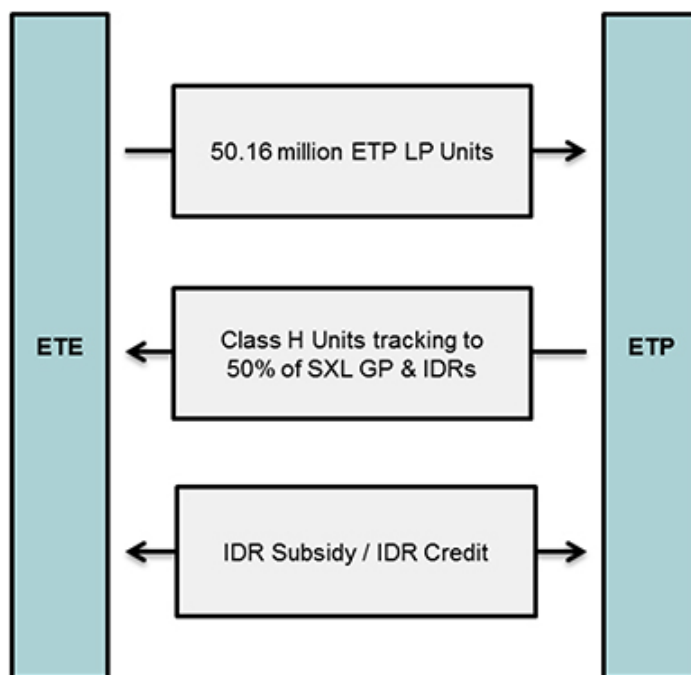 50.16 million ETP LP Units
ETE
Class H Units tracking to
50% of SXL GP & IDRs
ETP
IDR Subsidy / IDR Credit